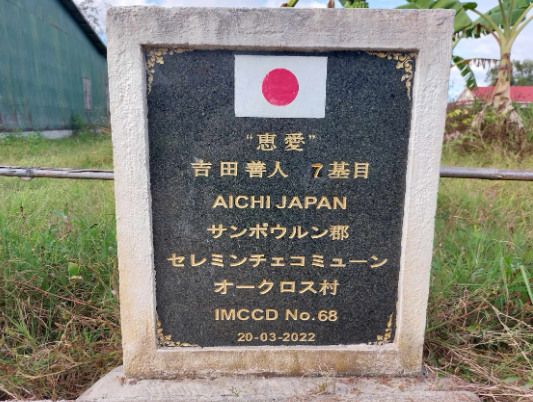 “恵愛”
吉田善人 7基目
AICHI JAPAN
サンポウルン郡
セレミンチェコミューン
オークロス村
IMCCD No.68
20-03-2022